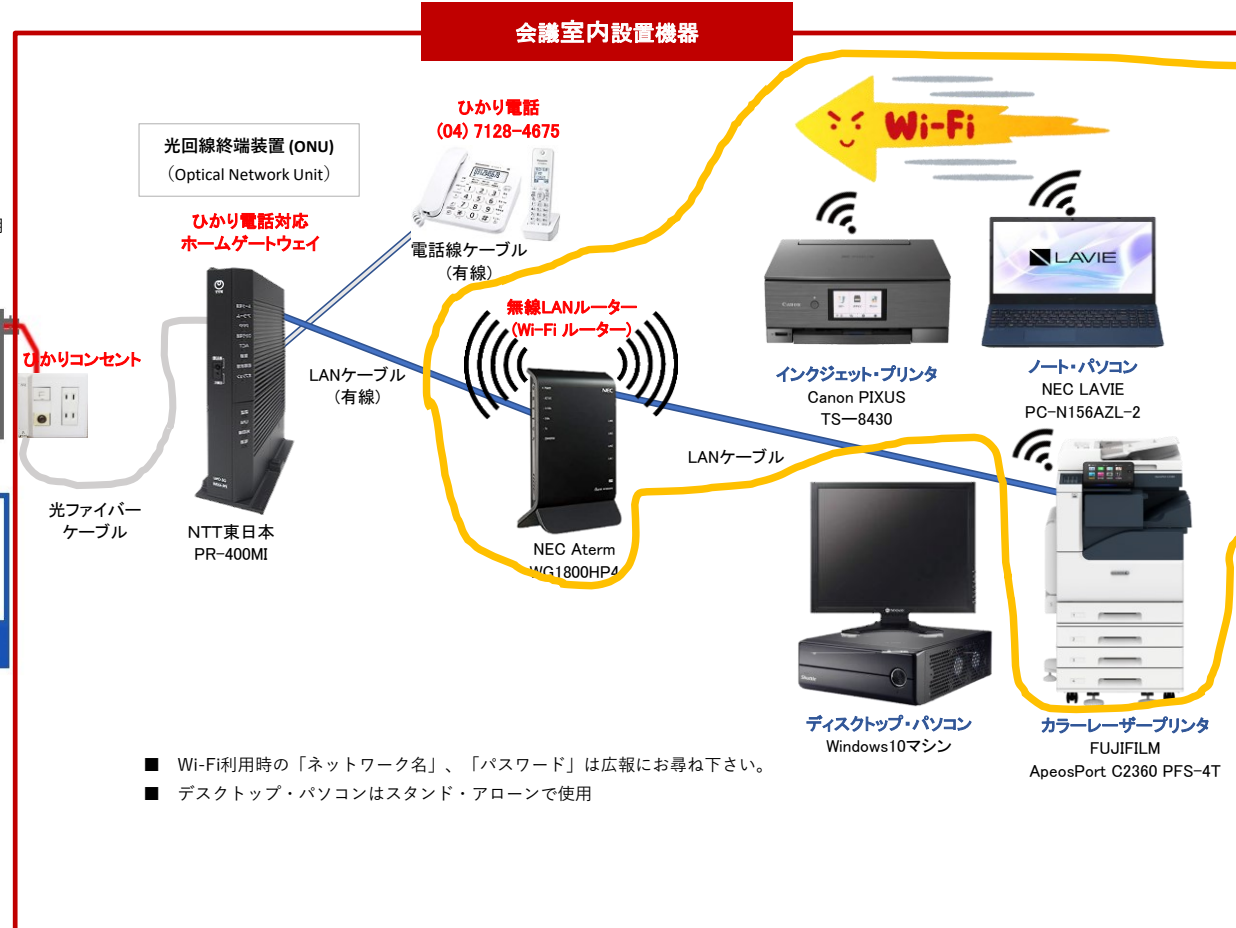 会議室内設置機器
光回線終端装置 (ONU)
（Optical Network Unit）
ひかり電話対応
ホームゲートウェイ
ひかり電話
(04) 7128-4675
電話線ケーブル
(有線)
Wi-Fi
無線LANルーター
(Wi-Fi ルーター)
NEC
LANケーブル
(有線)
ひかりコンセント
光ファイバー
ケーブル
NTT東日本
PR-400MI
NEC Aterm
WG1800HP4
LANケーブル
Canon
インクジェット・プリンタ
Canon PIXUS
TSー8430
LAVIE
ノート・パソコン
NEC LAVIE
PC-N156AZL-2
Shuttle
ディスクトップ・パソコン
Windows10マシン
カラーレーザープリンタ
FUJIFILM
ApeosPort C2360 PFS-4T
■ Wi-Fi利用時の「ネットワーク名」、「パスワード」は広報にお尋ね下さい。
■ デスクトップ・パソコンはスタンド・アローンで使用